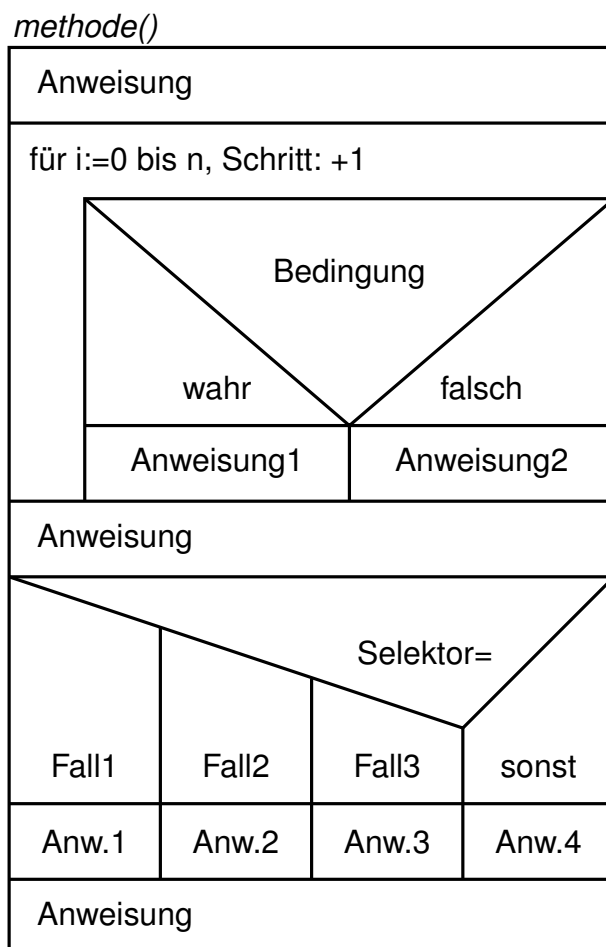 methode()
Anweisung
für i:=0 bis n, Schritt: +1
Bedingung
wahr falsch
Anweisung1 Anweisung2
Anweisung
Selektor=
Fall1 Fall2 Fall3 sonst
Anw.1 Anw.2 Anw.3 Anw.4
Anweisung